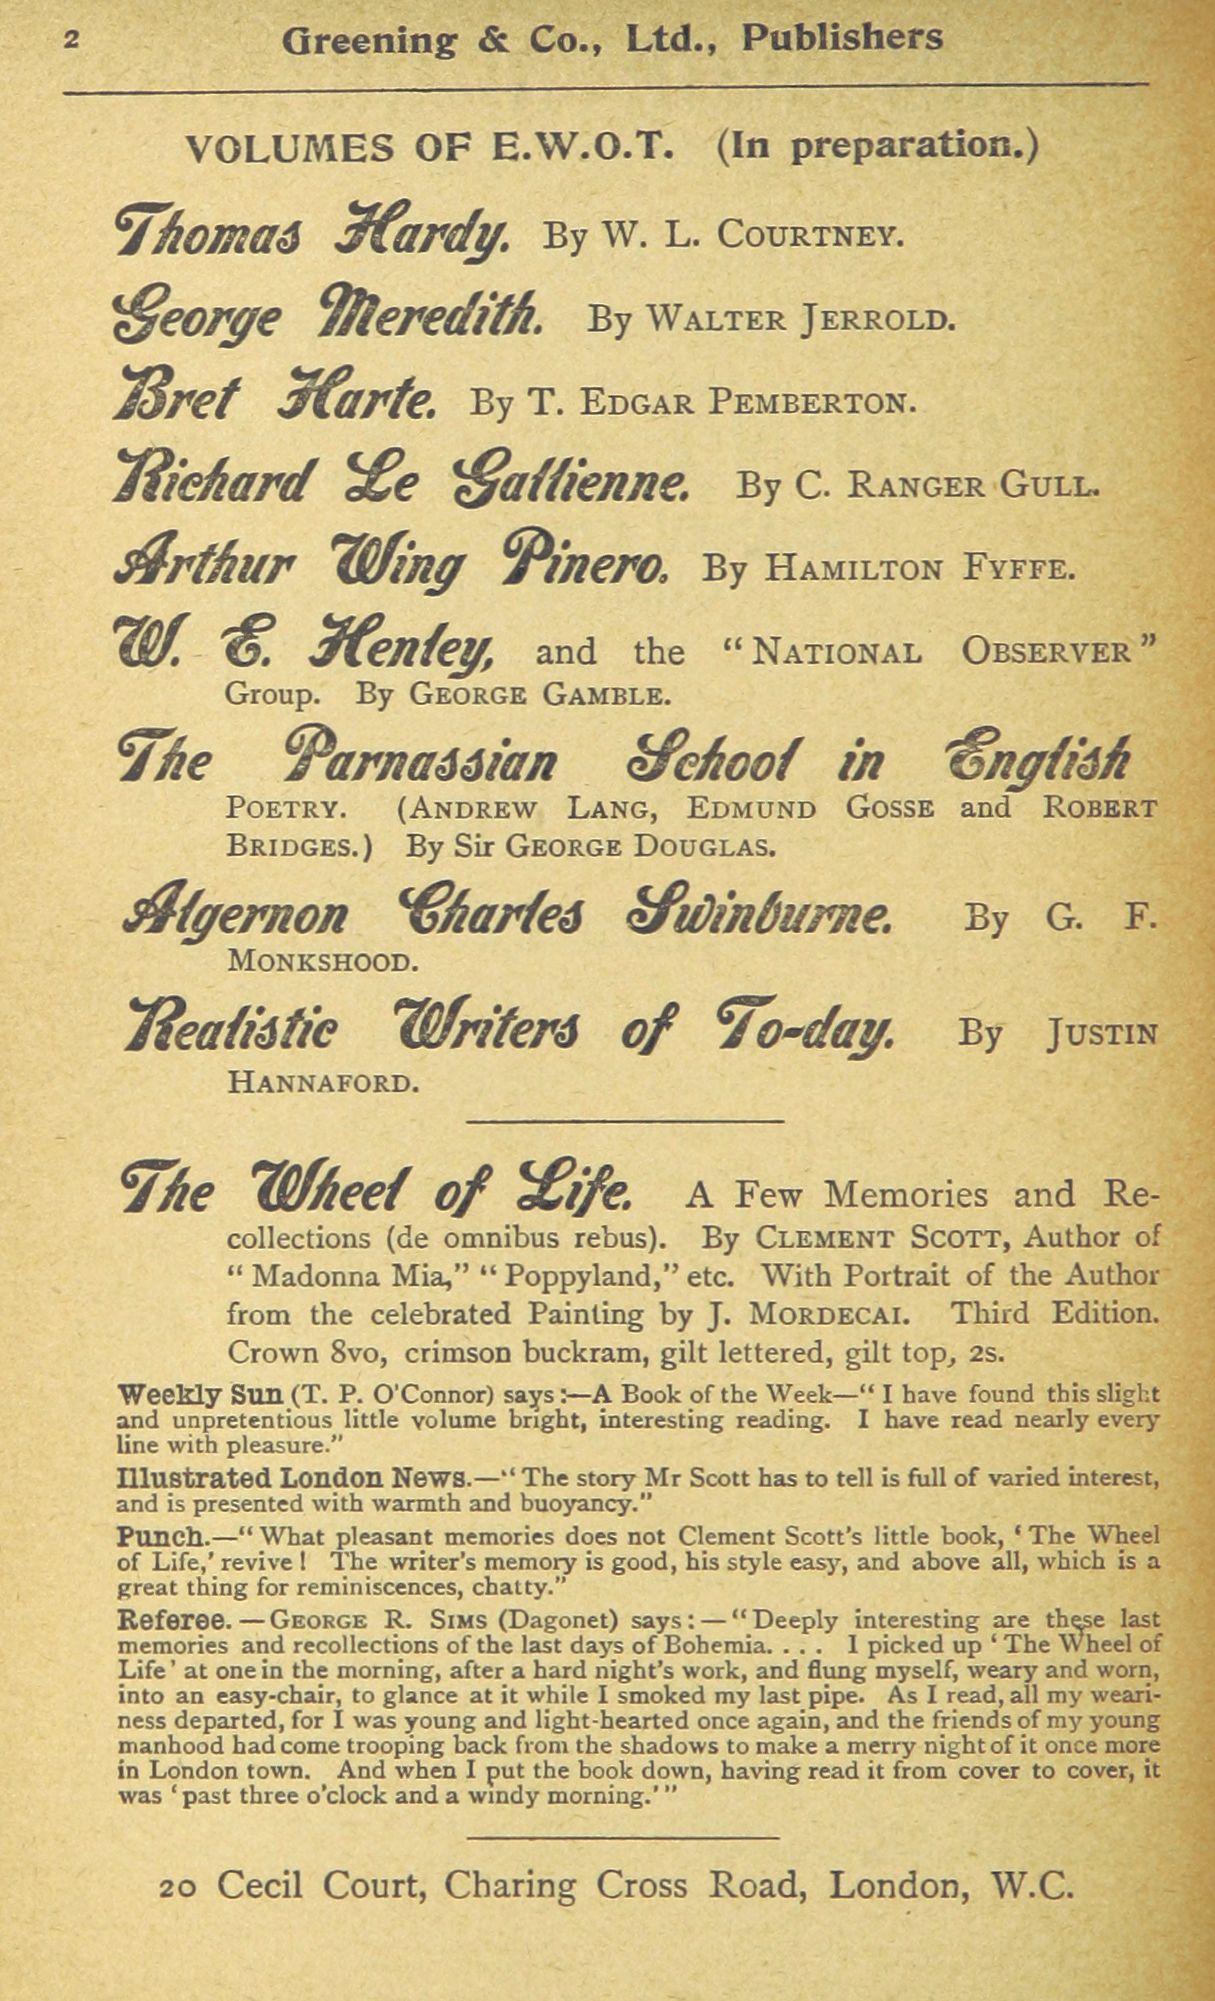 2 Greening & Co., Ltd., Publishers
VOLUMES OF E.W.O.T. (In preparation.)
Thomas Hardy. By W. L. COURTNEY.
George Meredith. By WALTER JERROLD.
Bret Harte. By T. EDGAR PEMBERTON.
Richard Le Gallienne. By C. RANGER GULL.
Arthur Wing Pinero. By HAMILTON FYFFE.
W. E. Henley, and the "NATIONAL OBSERVER"
Group. By GEORGE GAMBLE.
The Parnassian School in English
POETRY. (ANDREW LANG, EDMUND GOSSE and ROBERT
BRIDGES.) By Sir GEORGE DOUGLAS.
Algernon Charles Swinburne. By G. F.
MONKSHOOD.
Realistic Writers of To-day. By JUSTIN
HANNAFORD.
The Wheel of Life. A Few Memories and Re-
collections (de omnibus rebus). By CLEMENT SCOTT, Author of
"Madonna Mia," "Poppyland," etc. With Portrait of the Author
from the celebrated Painting by J. MORDECAI. Third Edition.
Crown 8vo, crimson buckram, gilt lettered, gilt top, 2s.
Weekly Sun (T. P. O'Connor) says:—A Book of the Week—"I have found this slight
and unpretentious little volume bright, interesting reading. I have read nearly every
line with pleasure."
Illustrated London News.—"The story Mr Scott has to tell is full of varied interest,
and is presented with warmth and buoyancy."
Punch.—"What pleasant memories does not Clement Scott's little book, 'The Wheel
of Life,' revive! The writer's memory is good, his style easy, and above all, which is a
great thing for reminiscences, chatty."
Referee.—GEORGE R. SIMS (Dagonet) says:—"Deeply interesting are these last
memories and recollections of the last days of Bohemia. . . . I picked up 'The Wheel of
Life' at one in the morning, after a hard night's work, and flung myself, weary and worn,
into an easy-chair, to glance at it while I smoked my last pipe. As I read, all my weari-
ness departed, for I was young and light-hearted once again, and the friends of my young
manhood had come trooping back from the shadows to make a merry night of it once more
in London town. And when I put the book down, having read it from cover to cover, it
was 'past three o'clock and a windy morning.'"
20 Cecil Court, Charing Cross Road, London, W.C.